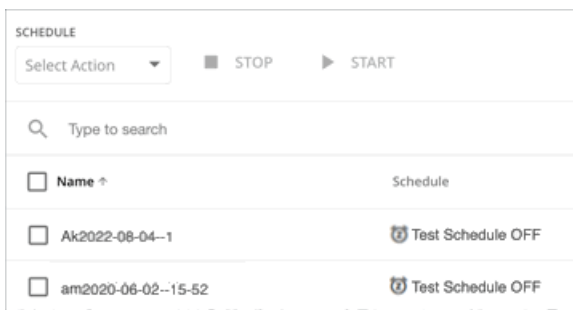 SCHEDULE
Select Action STOP START
Type to search
Name Schedule
Ak2022-08-04--1 Test Schedule OFF
am2020-06-02--15-52 Test Schedule OFF